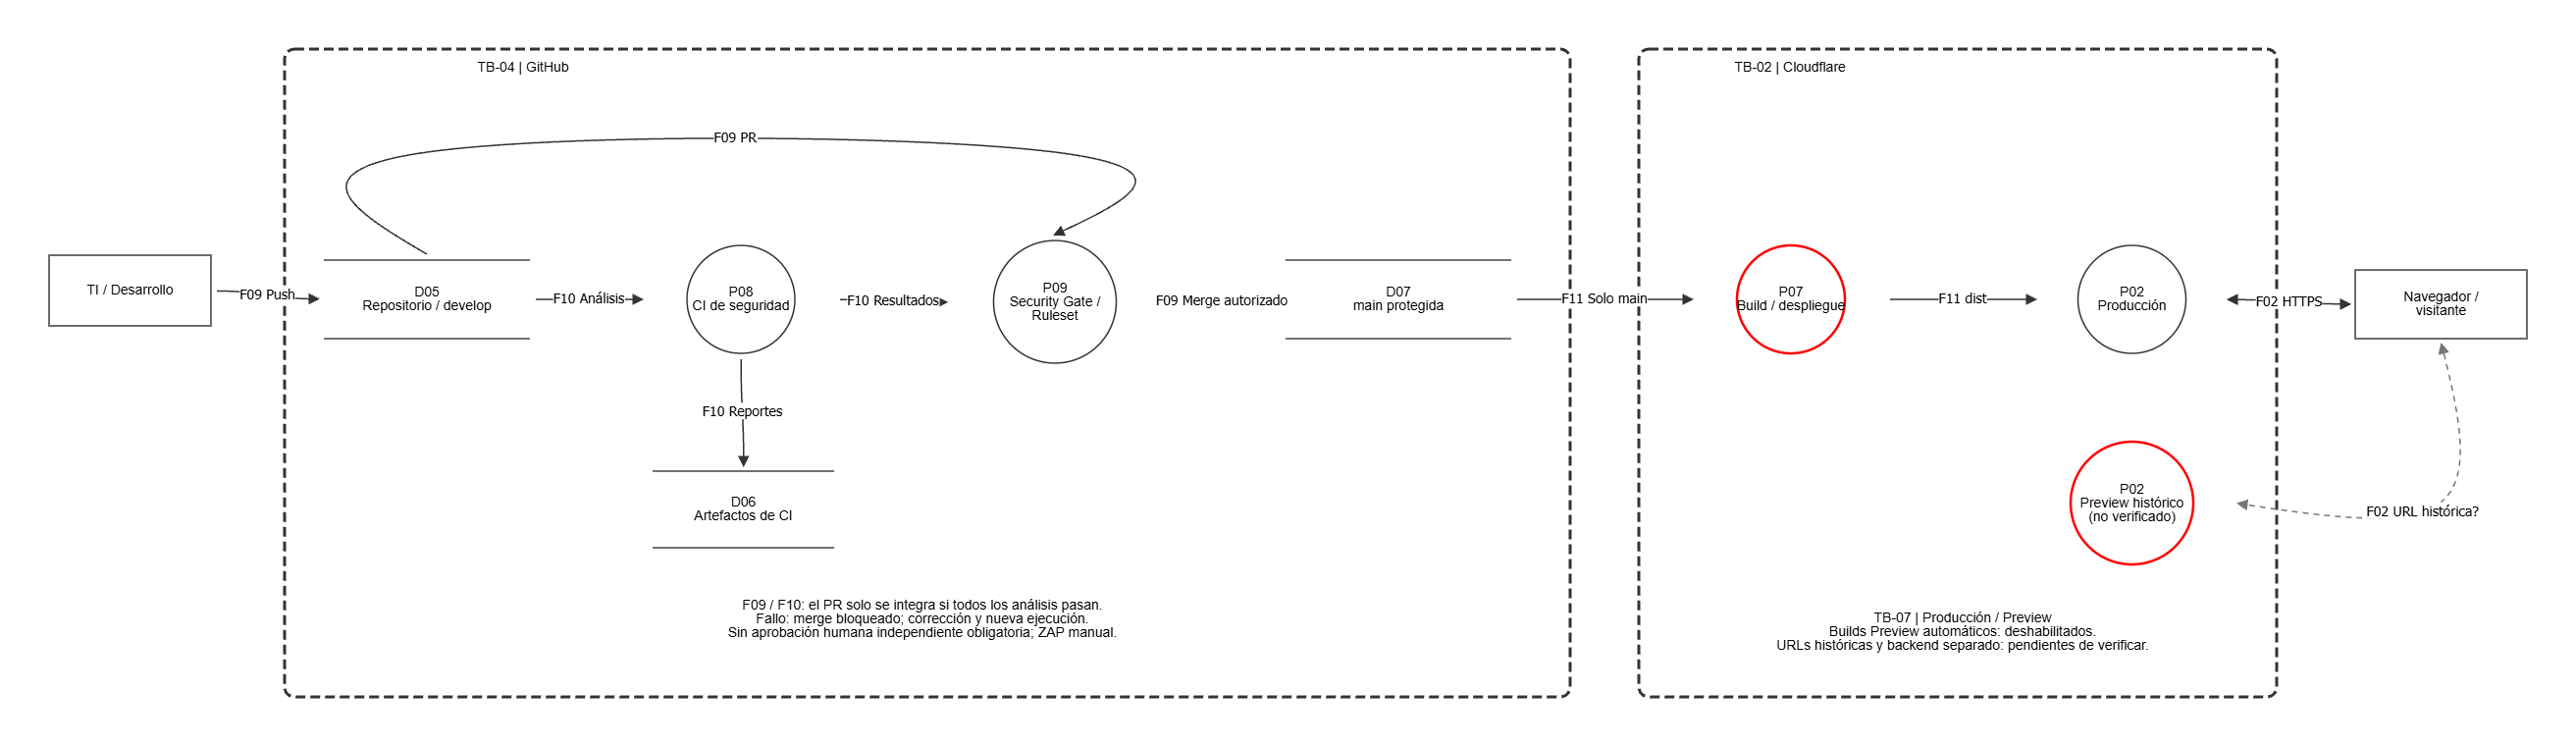 TB-04 | GitHub
TB-02 | Cloudflare
F09 PR
TI / Desarrollo
F09 Push
D05
Repositorio / develop
F10 Análisis
P08
CI de seguridad
F10 Resultados
P09
Security Gate /
Ruleset
F09 Merge autorizado
D07
main protegida
F11 Solo main
P07
Build / despliegue
F11 dist
P02
Producción
F02 HTTPS
Navegador /
visitante
F10 Reportes
D06
Artefactos de CI
P02
Preview histórico
(no verificado)
F02 URL histórica?
F09 / F10: el PR solo se integra si todos los análisis pasan.
Fallo: merge bloqueado; corrección y nueva ejecución.
Sin aprobación humana independiente obligatoria; ZAP manual.
TB-07 | Producción / Preview
Builds Preview automáticos: deshabilitados.
URLs históricas y backend separado: pendientes de verificar.